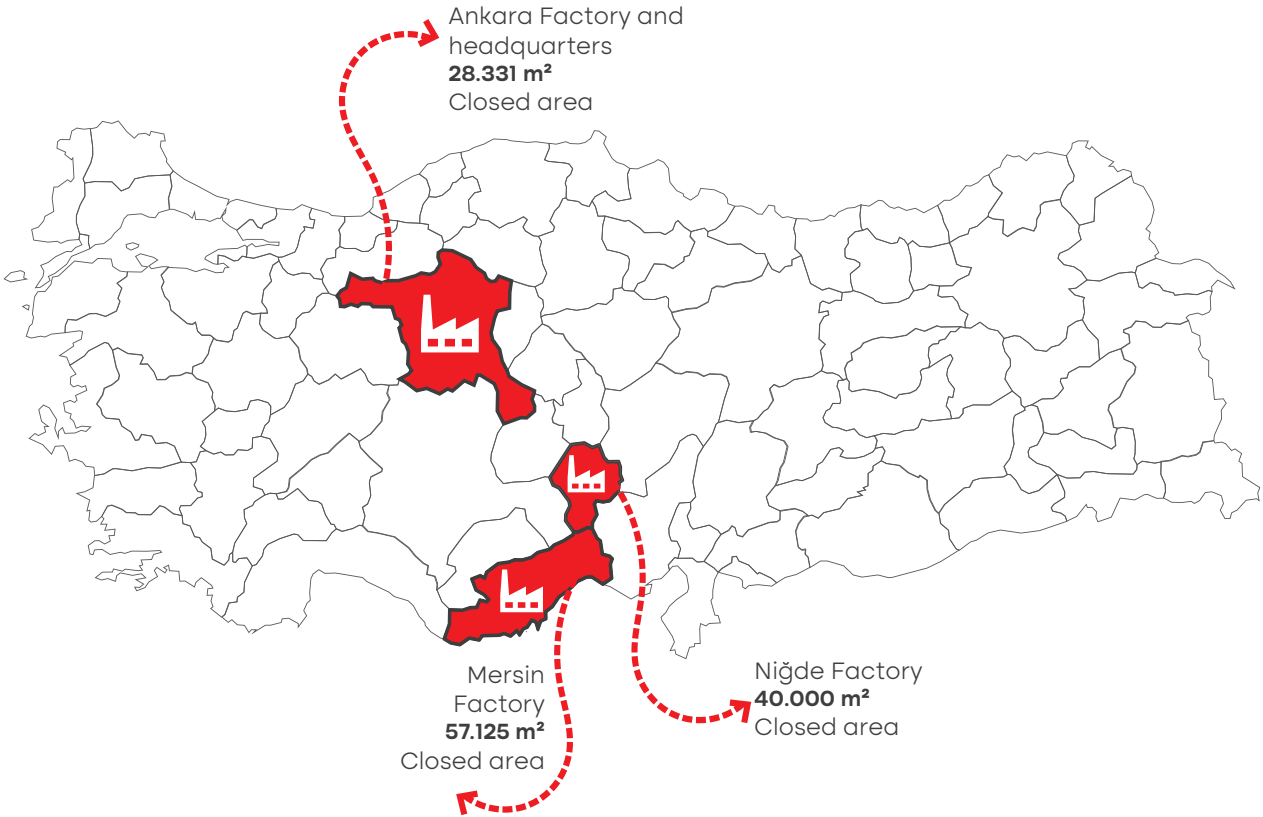 Ankara Factory and
headquarters
28.331 m²
Closed area
Mersin
Factory
57.125 m²
Closed area
Niğde Factory
40.000 m²
Closed area